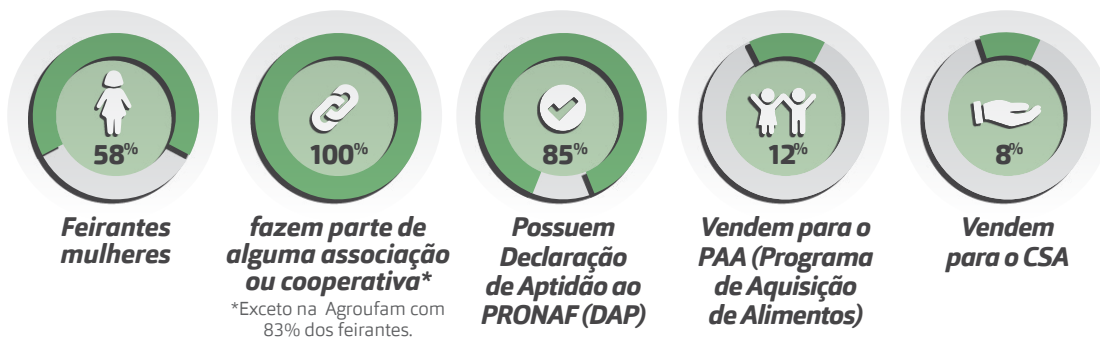 58%
Feirantes
mulheres
100%
fazem parte de
alguma associação
ou cooperativa*
*Exceto na Agroufam com
83% dos feirantes.
85%
Possuem
Declaração
de Aptidão ao
PRONAF (DAP)
12%
Vendem para o
PAA (Programa
de Aquisição
de Alimentos)
8%
Vendem
para o CSA